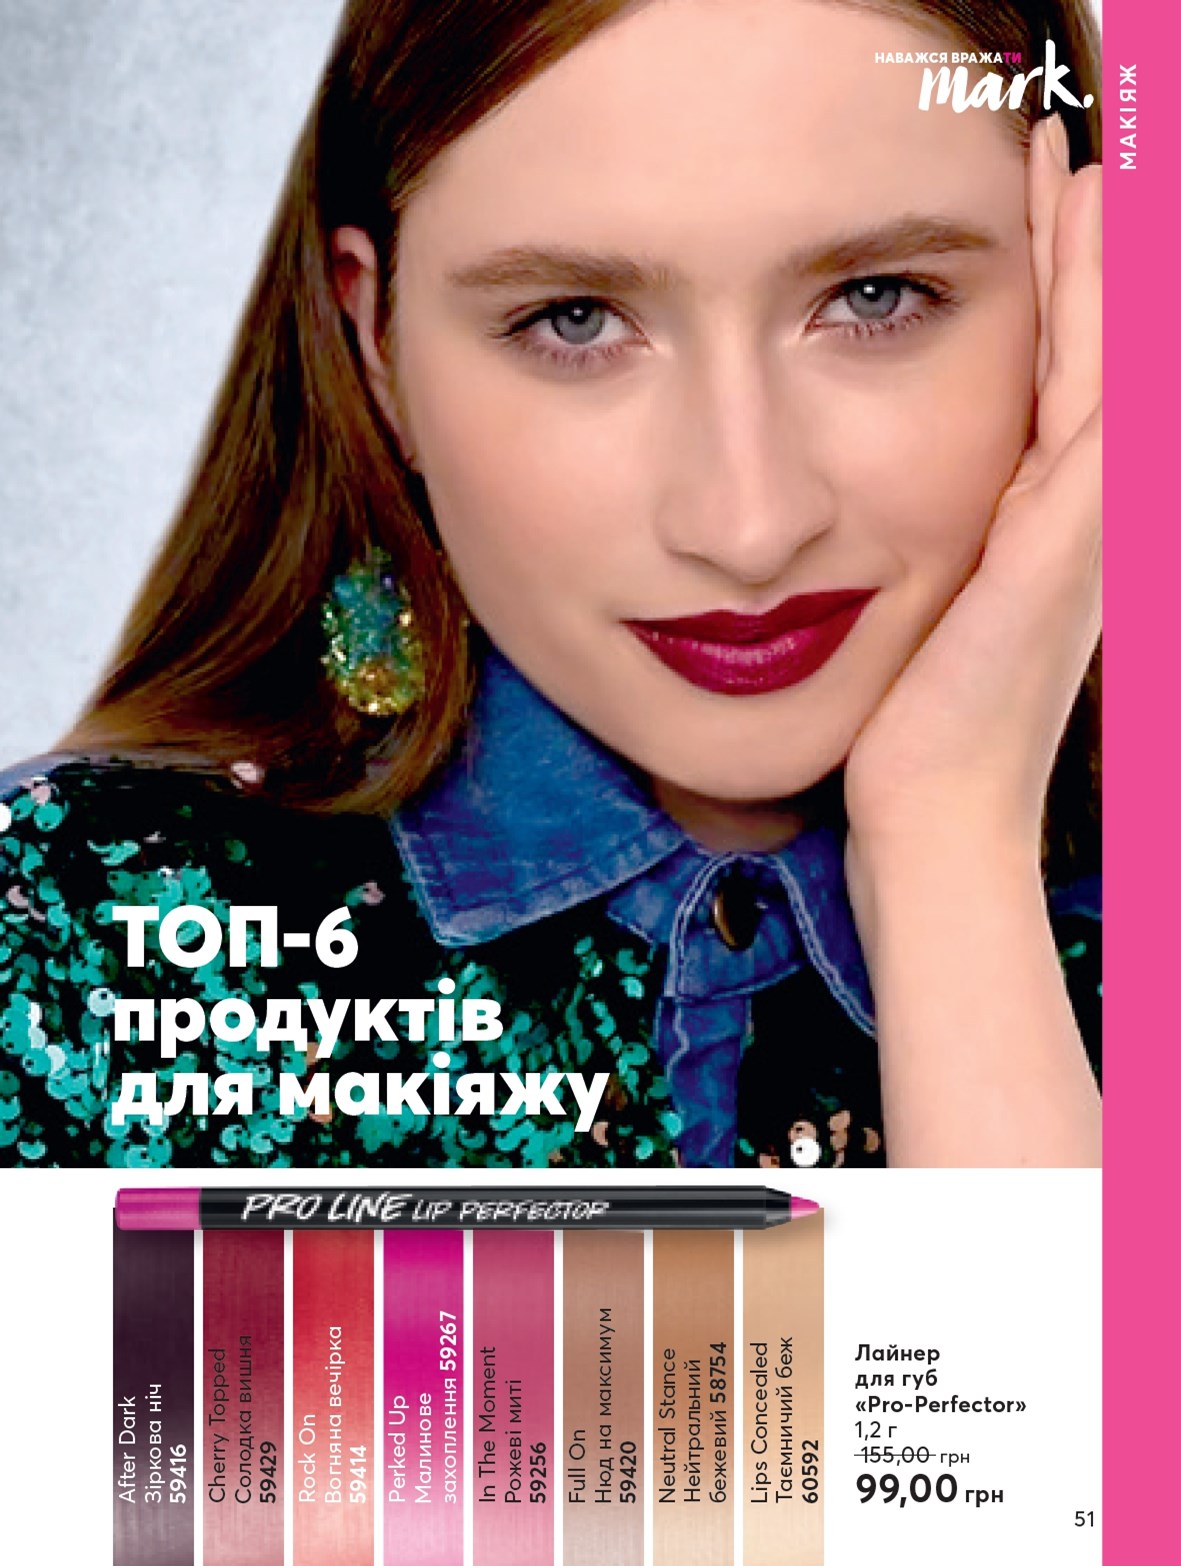 НАВАЖСЯ ВРАЖАТИ
mark.
МАКІЯЖ
ТОП-6
продуктів
для макіяжу
PRO LINE LIP PERFECTOR
After Dark
Зіркова ніч
59416
Cherry Topped
Солодка вишня
59429
Rock On
Вогняна вечірка
59414
Perked Up
Малинове
захоплення 59267
In The Moment
Рожеві миті
59256
Full On
Нюд на максимум
59420
Neutral Stance
Нейтральний
бежевий 58754
Lips Concealed
Таємничий беж
60592
Лайнер
для губ
«Pro-Perfector»
1,2 г
155,00 грн
99,00 грн
51